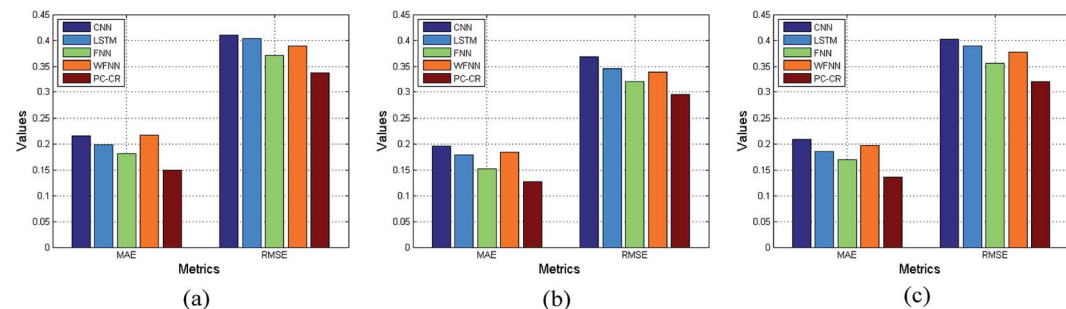 0.45
0.4
0.35
0.3
0.25
0.2
0.15
0.1
0.05
0
Values
CNN
LSTM
FNN
WFNN
PC-CR
MAE
RMSE
Metrics
(a)
0.45
0.4
0.35
0.3
0.25
0.2
0.15
0.1
0.05
0
Values
CNN
LSTM
FNN
WFNN
PC-CR
MAE
RMSE
Metrics
(b)
0.45
0.4
0.35
0.3
0.25
0.2
0.15
0.1
0.05
0
Values
CNN
LSTM
FNN
WFNN
PC-CR
MAE
RMSE
Metrics
(c)